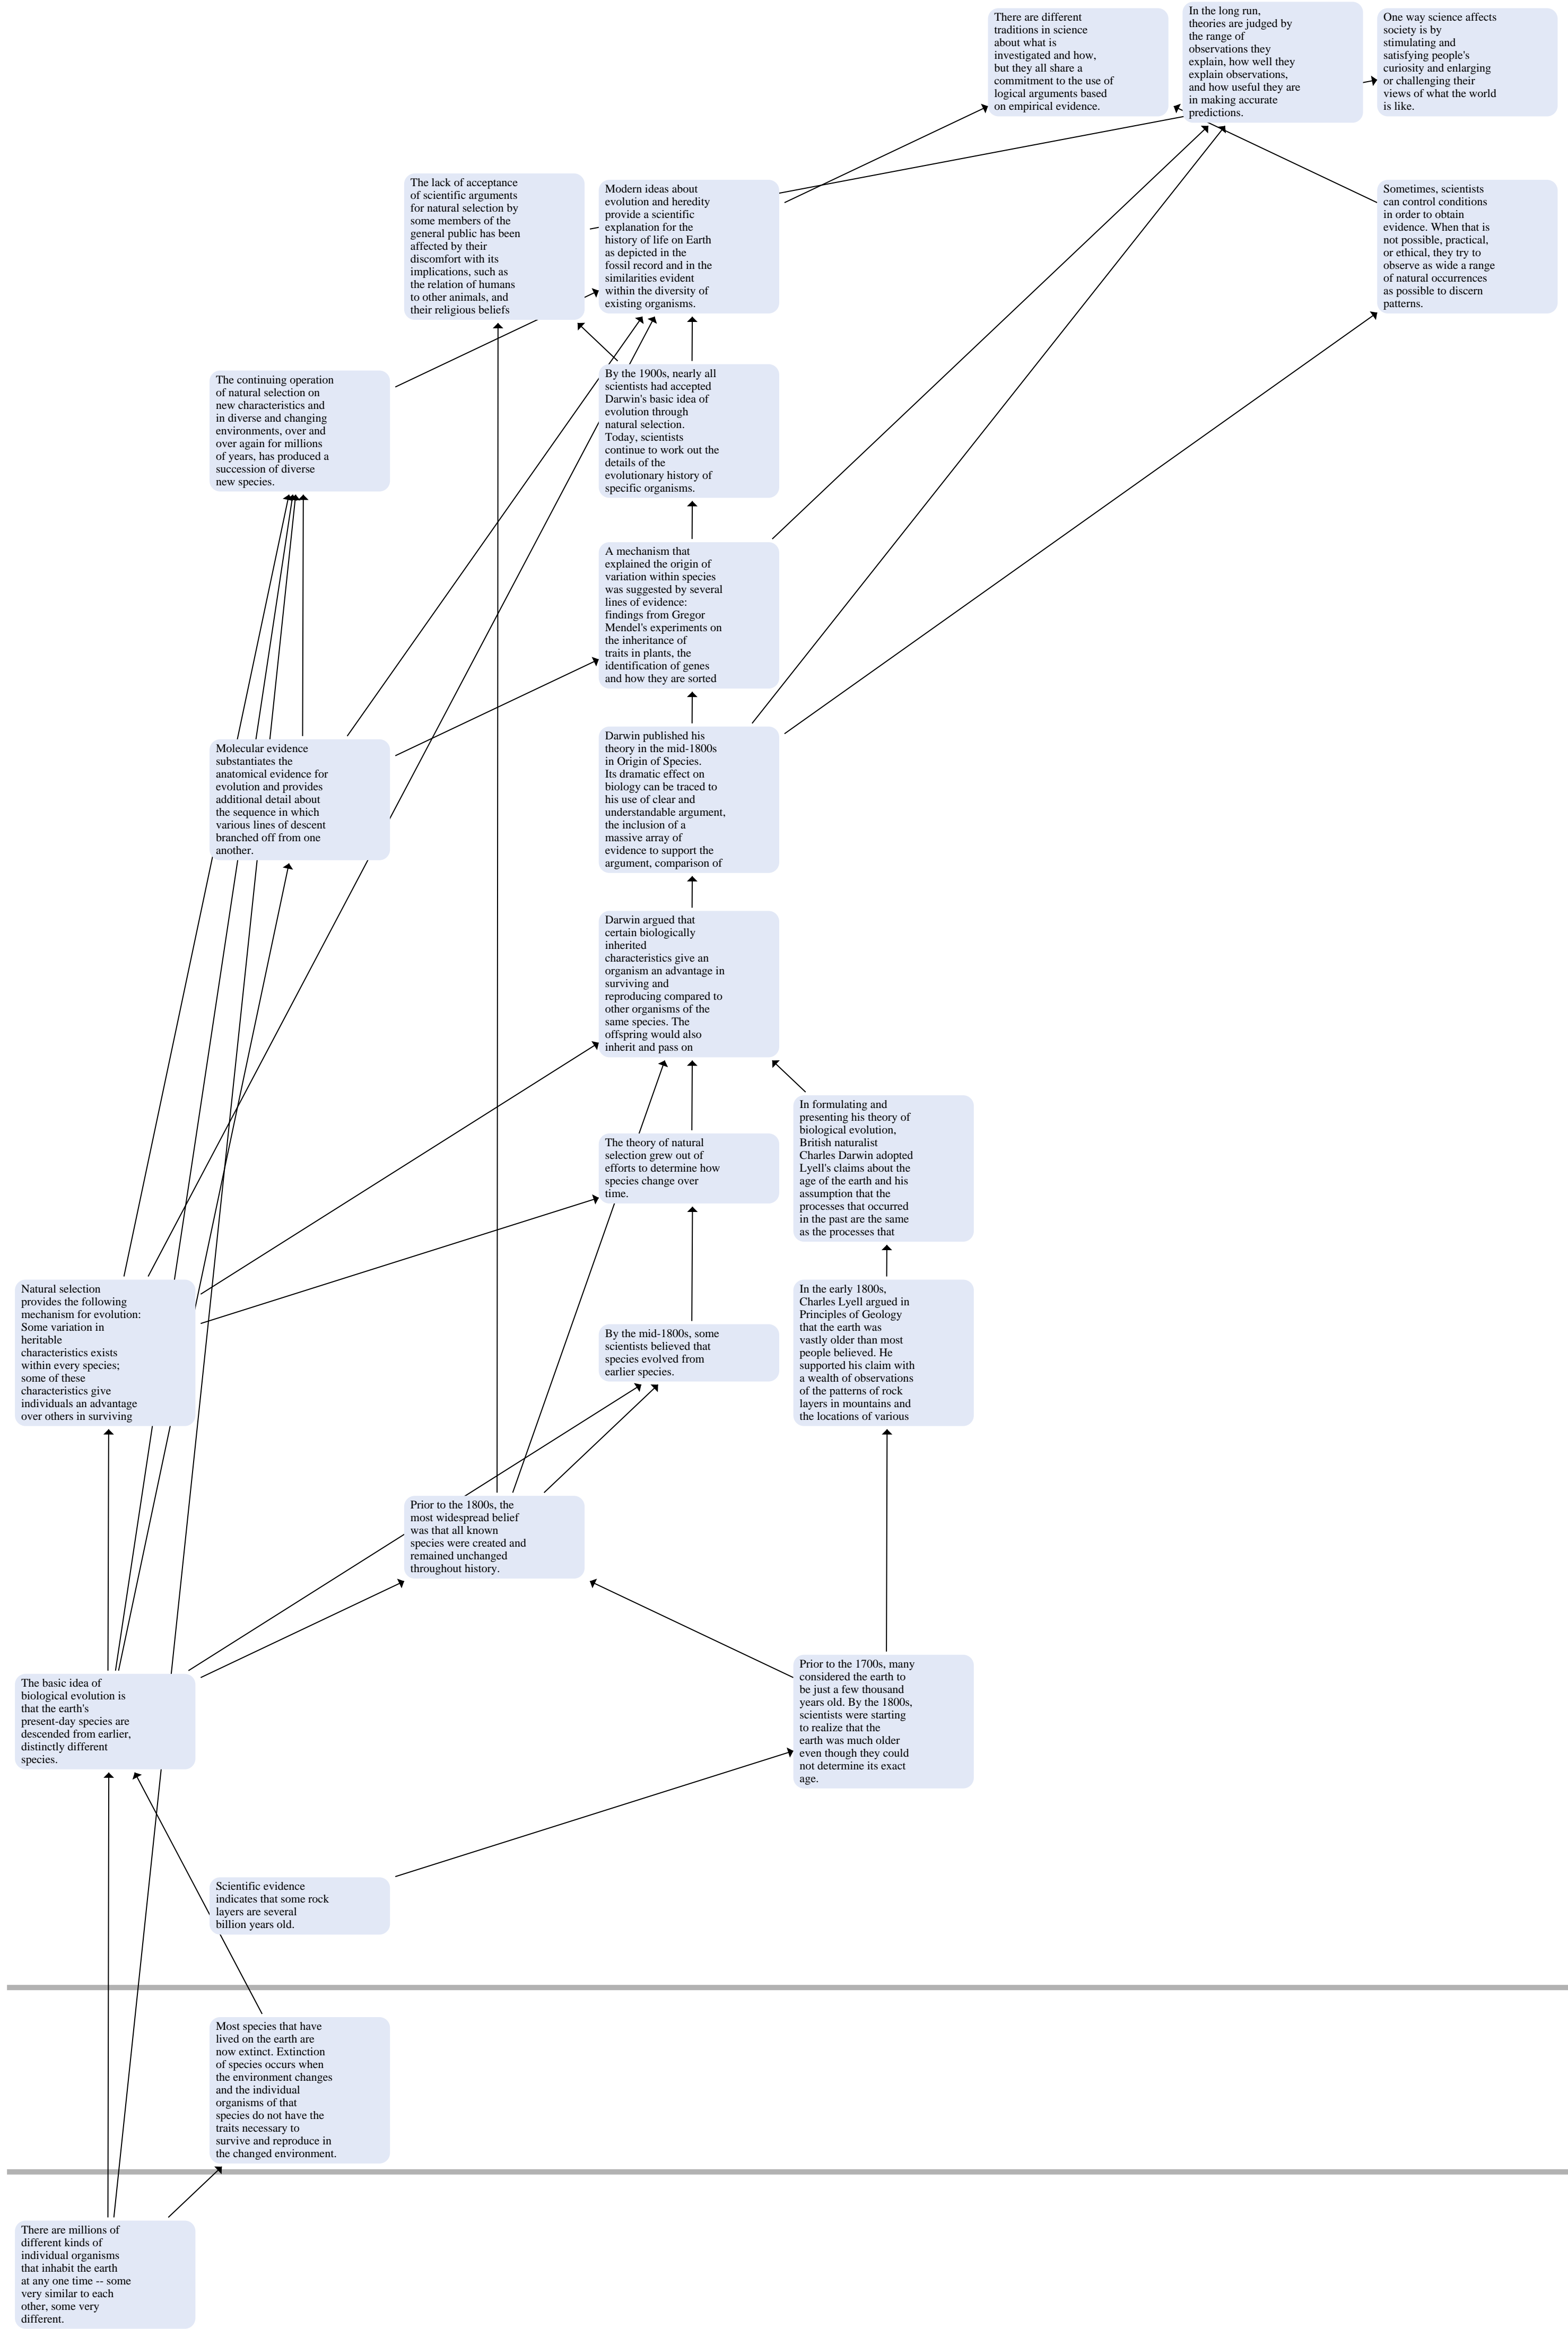 There are different
traditions in science
about what is
investigated and how,
but they all share a
commitment to the use of
logical arguments based
on empirical evidence.
In the long run,
theories are judged by
the range of
observations they
explain, how well they
explain observations,
and how useful they are
in making accurate
predictions.
One way science affects
society is by
stimulating and
satisfying people's
curiosity and enlarging
or challenging their
views of what the world
is like.
The lack of acceptance
of scientific arguments
for natural selection by
some members of the
general public has been
affected by their
discomfort with its
implications, such as
the relation of humans
to other animals, and
their religious beliefs
Modern ideas about
evolution and heredity
provide a scientific
explanation for the
history of life on Earth
as depicted in the
fossil record and in the
similarities evident
within the diversity of
existing organisms.
Sometimes, scientists
can control conditions
in order to obtain
evidence. When that is
not possible, practical,
or ethical, they try to
observe as wide a range
of natural occurrences
as possible to discern
patterns.
The continuing operation
of natural selection on
new characteristics and
in diverse and changing
environments, over and
over again for millions
of years, has produced a
succession of diverse
new species.
By the 1900s, nearly all
scientists had accepted
Darwin's basic idea of
evolution through
natural selection.
Today, scientists
continue to work out the
details of the
evolutionary history of
specific organisms.
A mechanism that
explained the origin of
variation within species
was suggested by several
lines of evidence:
findings from Gregor
Mendel's experiments on
the inheritance of
traits in plants, the
identification of genes
and how they are sorted
Molecular evidence
substantiates the
anatomical evidence for
evolution and provides
additional detail about
the sequence in which
various lines of descent
branched off from one
another.
Darwin published his
theory in the mid-1800s
in Origin of Species.
Its dramatic effect on
biology can be traced to
his use of clear and
understandable argument,
the inclusion of a
massive array of
evidence to support the
argument, comparison of
Darwin argued that
certain biologically
inherited
characteristics give an
organism an advantage in
surviving and
reproducing compared to
other organisms of the
same species. The
offspring would also
inherit and pass on
In formulating and
presenting his theory of
biological evolution,
British naturalist
Charles Darwin adopted
Lyell's claims about the
age of the earth and his
assumption that the
processes that occurred
in the past are the same
as the processes that
The theory of natural
selection grew out of
efforts to determine how
species change over
time.
Natural selection
provides the following
mechanism for evolution:
Some variation in
heritable
characteristics exists
within every species;
some of these
characteristics give
individuals an advantage
over others in surviving
By the mid-1800s, some
scientists believed that
species evolved from
earlier species.
In the early 1800s,
Charles Lyell argued in
Principles of Geology
that the earth was
vastly older than most
people believed. He
supported his claim with
a wealth of observations
of the patterns of rock
layers in mountains and
the locations of various
Prior to the 1800s, the
most widespread belief
was that all known
species were created and
remained unchanged
throughout history.
The basic idea of
biological evolution is
that the earth's
present-day species are
descended from earlier,
distinctly different
species.
Prior to the 1700s, many
considered the earth to
be just a few thousand
years old. By the 1800s,
scientists were starting
to realize that the
earth was much older
even though they could
not determine its exact
age.
Scientific evidence
indicates that some rock
layers are several
billion years old.
Most species that have
lived on the earth are
now extinct. Extinction
of species occurs when
the environment changes
and the individual
organisms of that
species do not have the
traits necessary to
survive and reproduce in
the changed environment.
There are millions of
different kinds of
individual organisms
that inhabit the earth
at any one time -- some
very similar to each
other, some very
different.